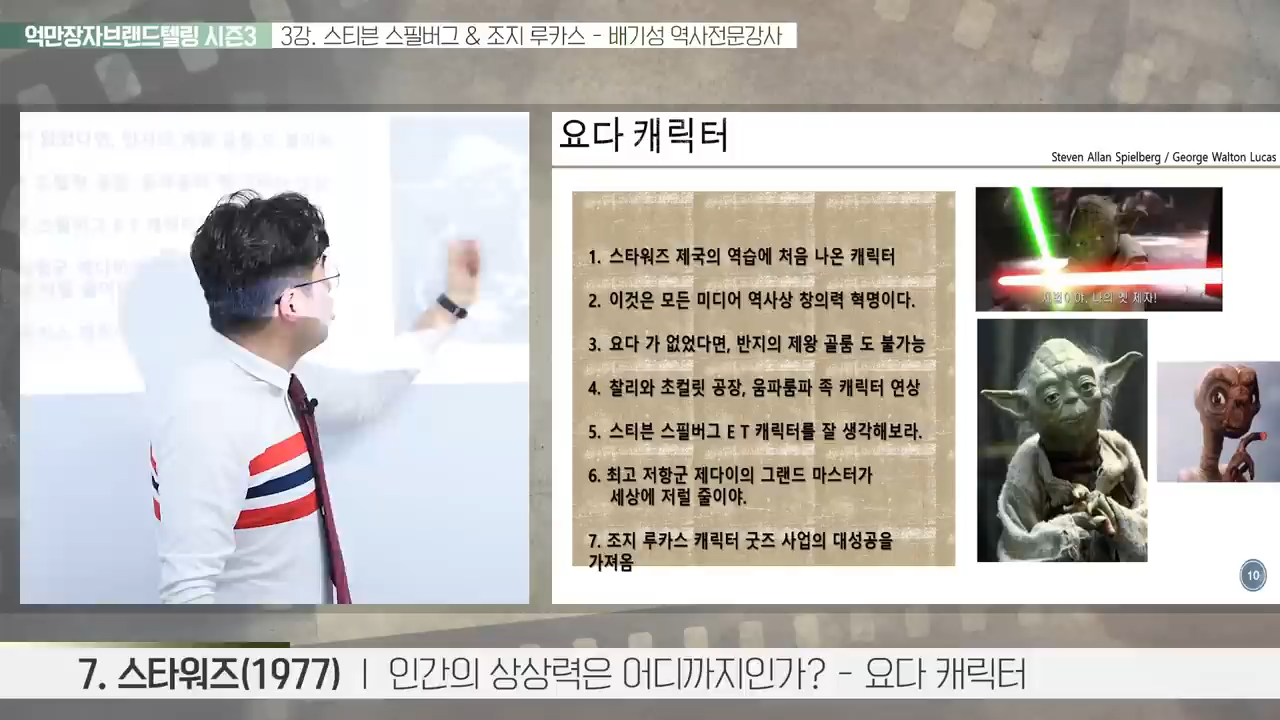 억만장자브랜드텔링 시즌3
3강. 스티븐 스필버그 & 조지 루카스 - 배기성 역사전문강사
요다 캐릭터
Steven Allan Spielberg / George Walton Lucas
1. 스타워즈 제국의 역습에 처음 나온 캐릭터
2. 이것은 모든 미디어 역사상 창의력 혁명이다.
3. 요다 가 없었다면, 반지의 제왕 골룸 도 불가능
4. 찰리와 초컬릿 공장, 움파룸파 족 캐릭터 연상
5. 스티븐 스필버그 E T 캐릭터를 잘 생각해보라.
6. 최고 저항군 제다이의 그랜드 마스터가
세상에 저럴 줄이야.
7. 조지 루카스 캐릭터 굿즈 사업의 대성공을
가져옴
나의 옛 제자!
10
7. 스타워즈(1977) | 인간의 상상력은 어디까지인가? - 요다 캐릭터